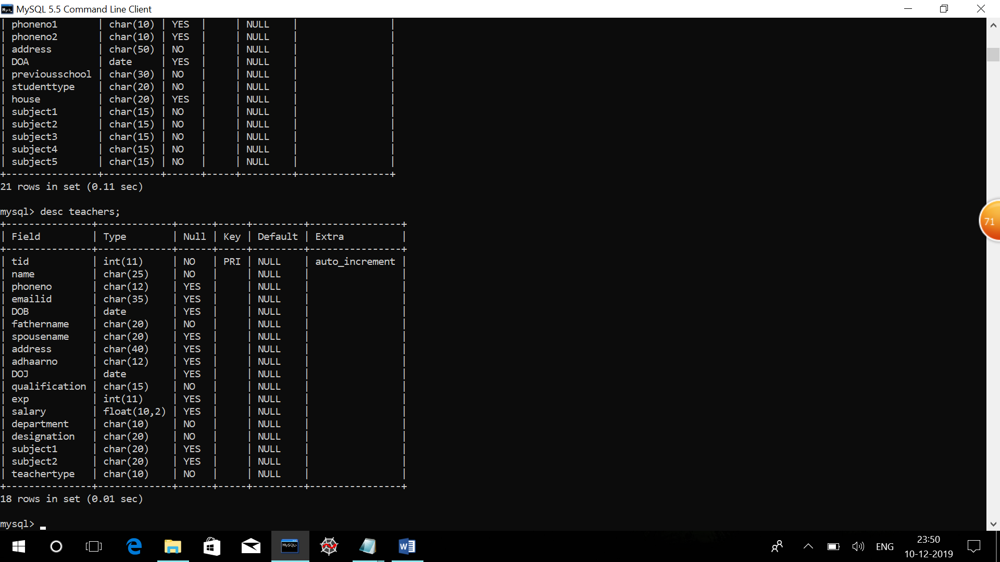 MySQL 5.5 Command Line Client
| phoneno1 | char(10) | YES | | NULL | |
| phoneno2 | char(10) | YES | | NULL | |
| address | char(50) | NO | | NULL | |
| DOA | date | YES | | NULL | |
| previousschool | char(30) | NO | | NULL | |
| studenttype | char(20) | NO | | NULL | |
| house | char(20) | YES | | NULL | |
| subject1 | char(15) | NO | | NULL | |
| subject2 | char(15) | NO | | NULL | |
| subject3 | char(15) | NO | | NULL | |
| subject4 | char(15) | NO | | NULL | |
| subject5 | char(15) | NO | | NULL | |
+----------------+----------+------+-----+---------+----------------+
21 rows in set (0.11 sec)
mysql> desc teachers;
+---------------+-------------+------+-----+---------+----------------+
| Field | Type | Null | Key | Default | Extra |
+---------------+-------------+------+-----+---------+----------------+
| tid | int(11) | NO | PRI | NULL | auto_increment |
| name | char(25) | NO | | NULL | |
| phoneno | char(12) | YES | | NULL | |
| emailid | char(35) | YES | | NULL | |
| DOB | date | YES | | NULL | |
| fathername | char(20) | NO | | NULL | |
| spousename | char(20) | YES | | NULL | |
| address | char(40) | YES | | NULL | |
| adhaarno | char(12) | YES | | NULL | |
| DOJ | date | YES | | NULL | |
| qualification | char(15) | NO | | NULL | |
| exp | int(11) | YES | | NULL | |
| salary | float(10,2) | YES | | NULL | |
| department | char(10) | NO | | NULL | |
| designation | char(20) | NO | | NULL | |
| subject1 | char(20) | YES | | NULL | |
| subject2 | char(20) | YES | | NULL | |
| teachertype | char(10) | NO | | NULL | |
+---------------+-------------+------+-----+---------+----------------+
18 rows in set (0.01 sec)
mysql>
71
MySQL>
ENG
23:50
10-12-2019